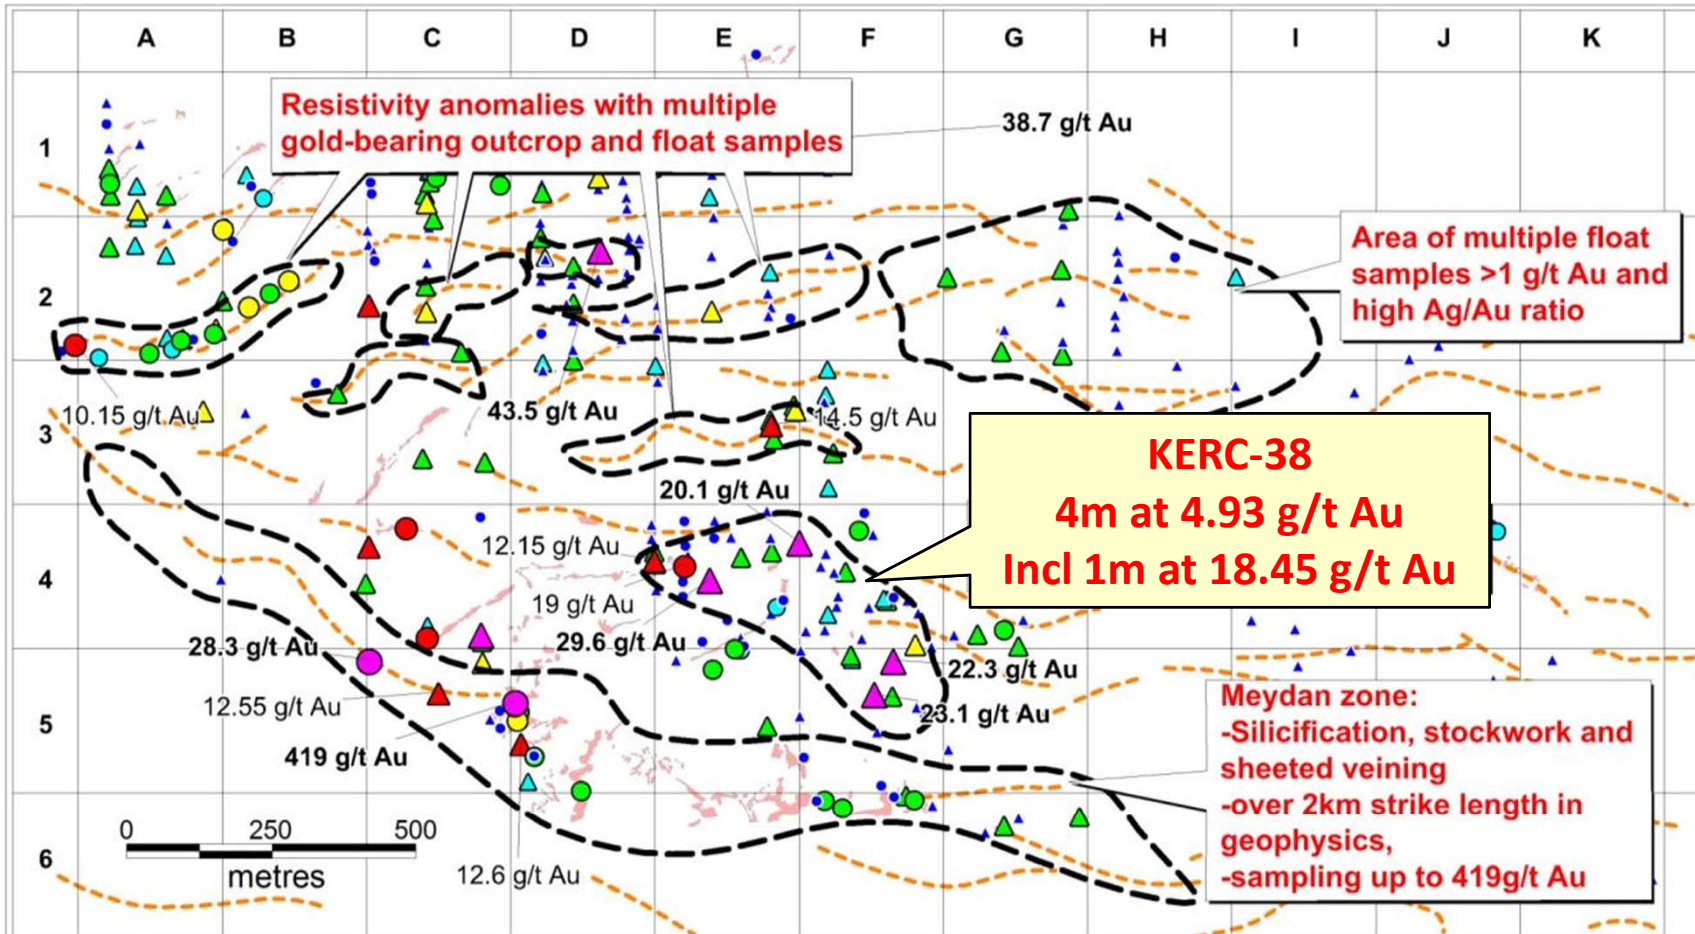 A B C D E F G H I J K
1
2
3
4
5
6
Resistivity anomalies with multiple
gold-bearing outcrop and float samples
38.7 g/t Au
Area of multiple float
samples >1 g/t Au and
high Ag/Au ratio
10.15 g/t Au
43.5 g/t Au
14.5 g/t Au
KERC-38
4m at 4.93 g/t Au
Incl 1m at 18.45 g/t Au
20.1 g/t Au
12.15 g/t Au
19 g/t Au
29.6 g/t Au
28.3 g/t Au
22.3 g/t Au
12.55 g/t Au
23.1 g/t Au
419 g/t Au
Meydan zone:
-Silicification, stockwork and
sheeted veining
-over 2km strike length in
geophysics,
-sampling up to 419g/t Au
0 250 500
metres
12.6 g/t Au